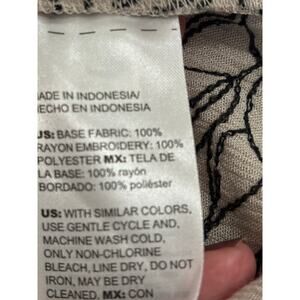 ADE IN INDONESIA/
ECHO EN INDONESIA
US: BASE FABRIC: 100%
RAYON EMBROIDERY: 100%
POLYESTER MX: TELA DE
LA BASE: 100% rayón
BORDADO: 100% poliéster
US: WITH SIMILAR COLORS,
USE GENTLE CYCLE AND,
MACHINE WASH COLD,
ONLY NON-CHLORINE
BLEACH, LINE DRY, DO NOT
IRON, MAY BE DRY
CLEANED. MX: CON